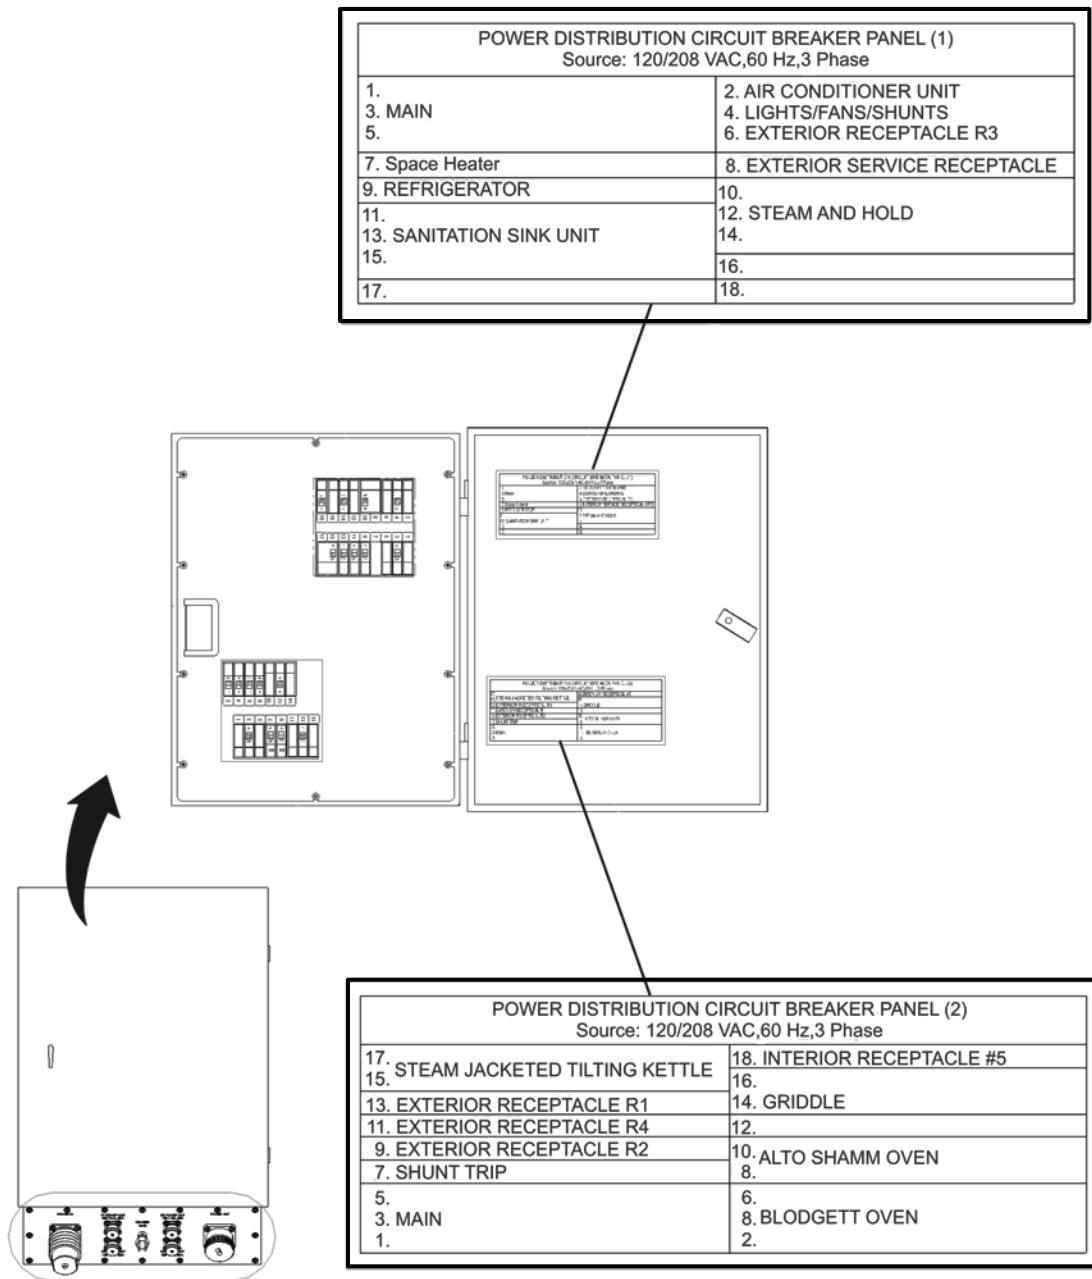 POWER DISTRIBUTION CIRCUIT BREAKER PANEL (1)
Source: 120/208 VAC,60 Hz,3 Phase
1.
3. MAIN
5.
2. AIR CONDITIONER UNIT
4. LIGHTS/FANS/SHUNTS
6. EXTERIOR RECEPTACLE R3
7. Space Heater
8. EXTERIOR SERVICE RECEPTACLE
9. REFRIGERATOR
10.
12. STEAM AND HOLD
14.
11.
13. SANITATION SINK UNIT
15.
16.
17.
18.
POWER DISTRIBUTION CIRCUIT BREAKER PANEL (2)
Source: 120/208 VAC,60 Hz,3 Phase
17.
15. STEAM JACKETED TILTING KETTLE
18. INTERIOR RECEPTACLE #5
16.
14. GRIDDLE
13. EXTERIOR RECEPTACLE R1
11. EXTERIOR RECEPTACLE R4
12.
9. EXTERIOR RECEPTACLE R2
7. SHUNT TRIP
10. ALTO SHAMM OVEN
8.
5.
3. MAIN
1.
6.
8. BLODGETT OVEN
2.